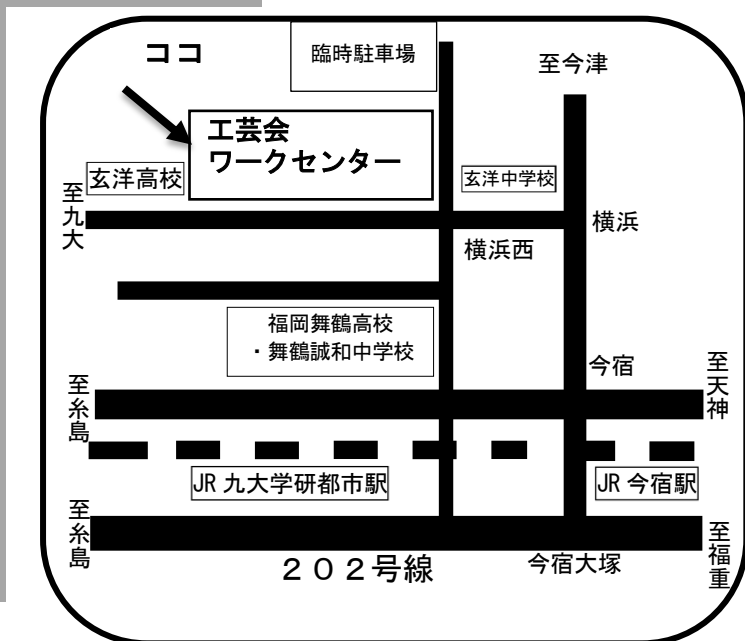 ココ
臨時駐車場
至今津
工芸会
ワークセンター
玄洋高校
玄洋中学校
至九大
横浜
横浜西
福岡舞鶴高校
・舞鶴誠和中学校
今宿
至天神
至糸島
JR 九大学研都市駅
JR 今宿駅
至糸島
２０２号線
今宿大塚
至福重